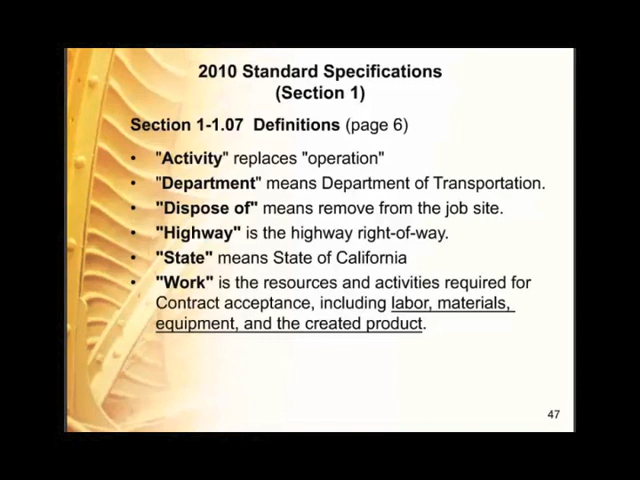 2010 Standard Specifications
(Section 1)
Section 1-1.07  Definitions (page 6)
• "Activity" replaces "operation"
• "Department" means Department of Transportation.
• "Dispose of" means remove from the job site.
• "Highway" is the highway right-of-way.
• "State" means State of California
• "Work" is the resources and activities required for
Contract acceptance, including labor, materials,
equipment, and the created product.
47